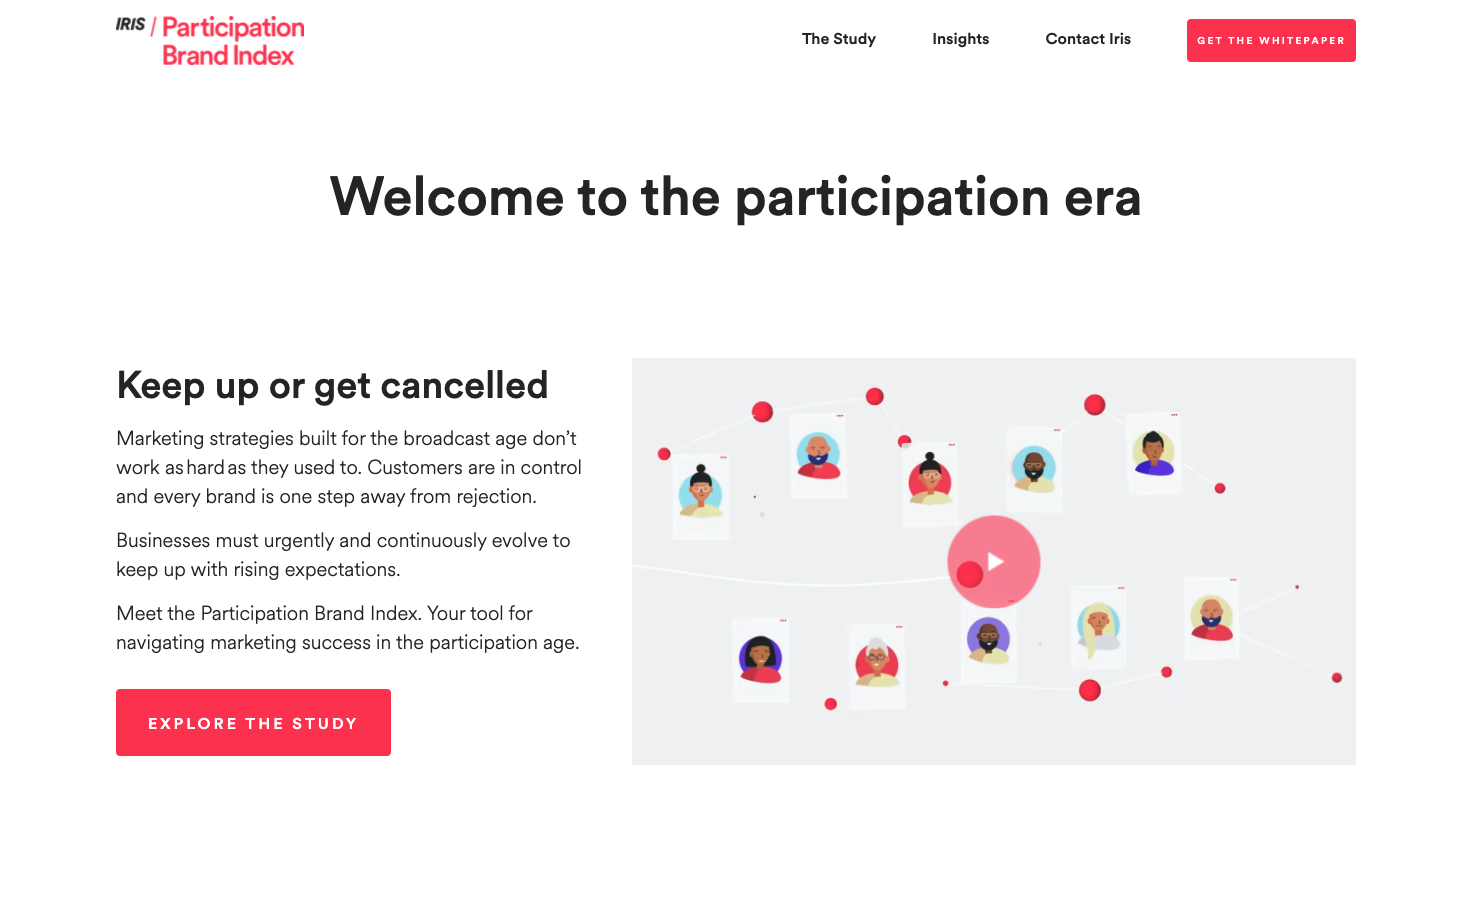 IRIS / Participation
Brand Index
The Study
Insights
Contact Iris
GET THE WHITEPAPER
Welcome to the participation era
Keep up or get cancelled
Marketing strategies built for the broadcast age don’t
work as hard as they used to. Customers are in control
and every brand is one step away from rejection.
Businesses must urgently and continuously evolve to
keep up with rising expectations.
Meet the Participation Brand Index. Your tool for
navigating marketing success in the participation age.
EXPLORE THE STUDY